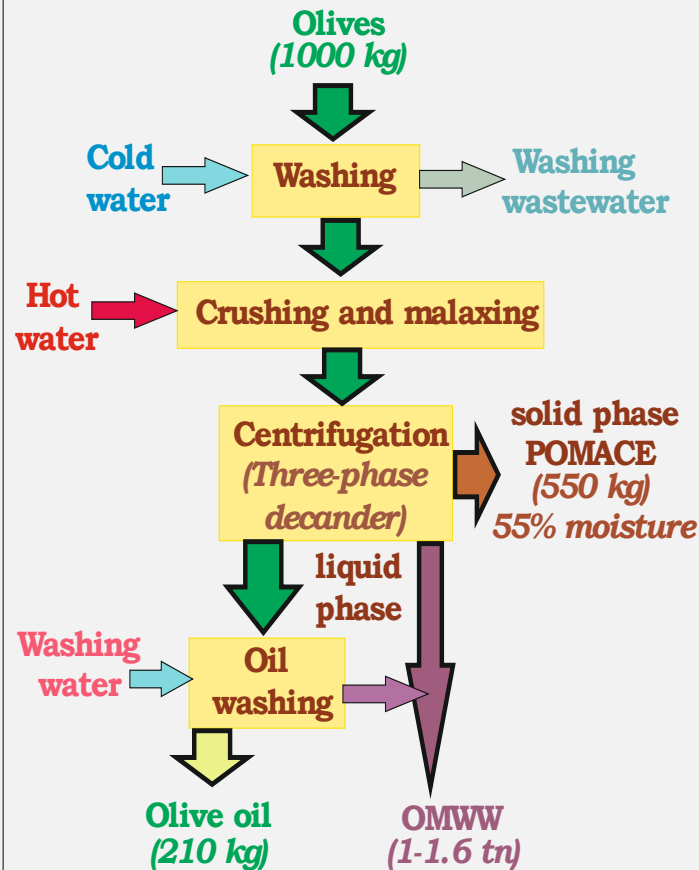 Olives
(1000 kg)
Cold
water
Washing
Washing
wastewater
Hot
water
Crushing and malaxing
Centrifugation
(Three-phase
decander)
solid phase
POMACE
(550 kg)
55% moisture
liquid
phase
Washing
water
Oil
washing
Olive oil
(210 kg)
OMWW
(1-1.6 tn)